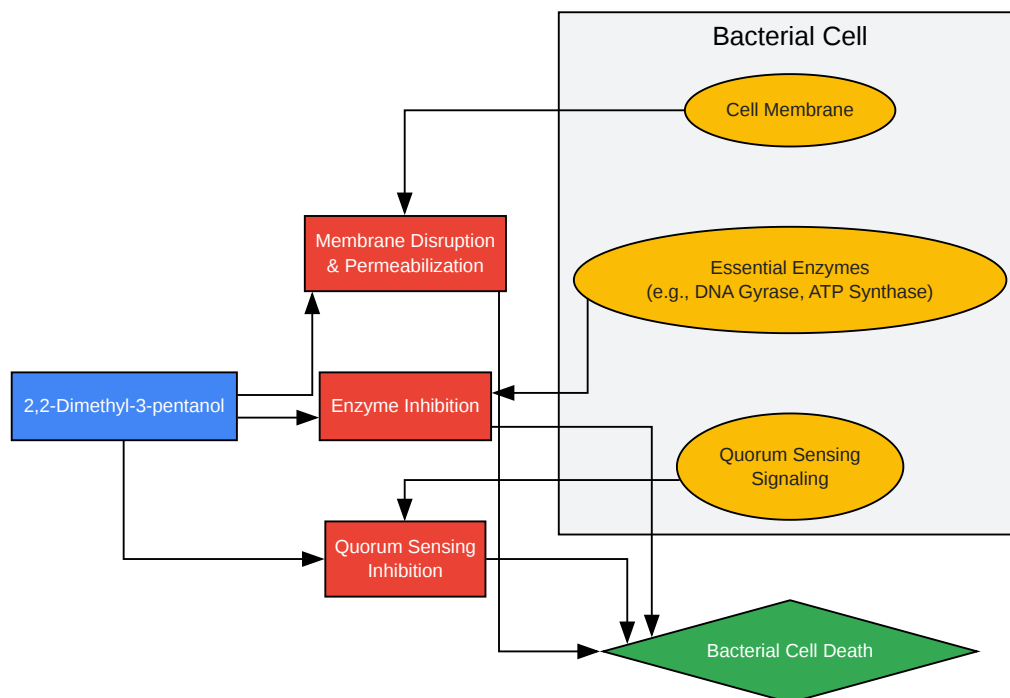 Bacterial Cell
Cell Membrane
Membrane Disruption
& Permeabilization
Essential Enzymes
(e.g., DNA Gyrase, ATP Synthase)
2,2-Dimethyl-3-pentanol
Enzyme Inhibition
Quorum Sensing
Signaling
Quorum Sensing
Inhibition
Bacterial Cell Death